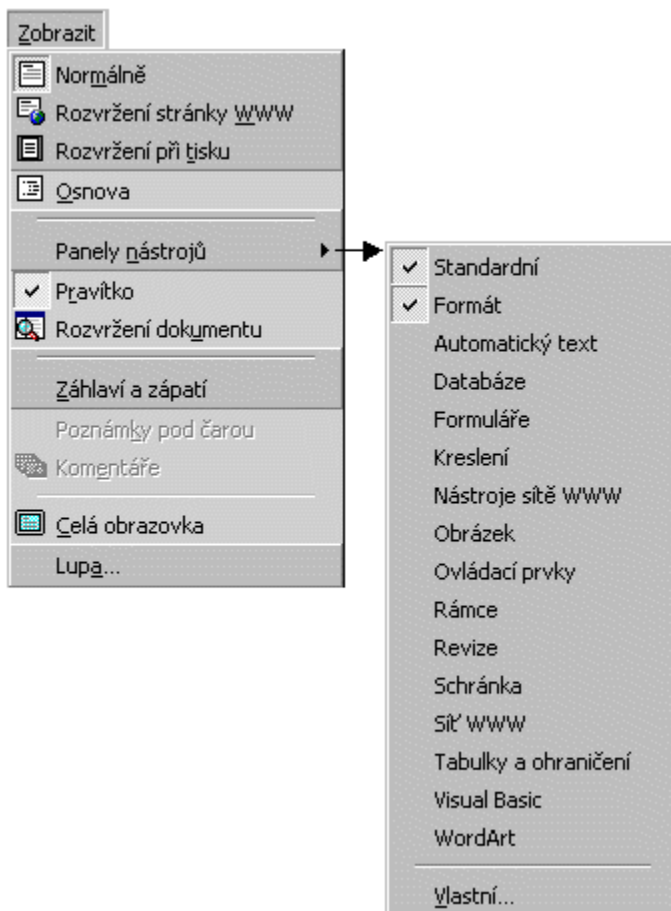 Zobrazit
Normálně
Rozvržení stránky WWW
Rozvržení při tisku
Osnova
Panely nástrojů
Pravítko
Rozvržení dokumentu
Záhlaví a zápatí
Poznámky pod čarou
Komentáře
Celá obrazovka
Lupa...
Standardní
Formát
Automatický text
Databáze
Formuláře
Kreslení
Nástroje sítě WWW
Obrázek
Ovládací prvky
Rámce
Revize
Schránka
Síť WWW
Tabulky a ohraničení
Visual Basic
WordArt
Vlastní...